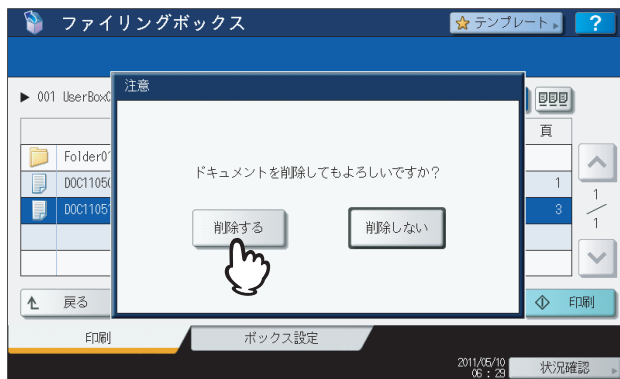 ファイリングボックス
テンプレート
?
001 UserBox
注意
頁
Folder0
DOC1105
1
DOC1105
3
1
1
ドキュメントを削除してもよろしいですか?
削除する
削除しない
戻る
印刷
印刷
ボックス設定
2011/05/10
06:29
状況確認